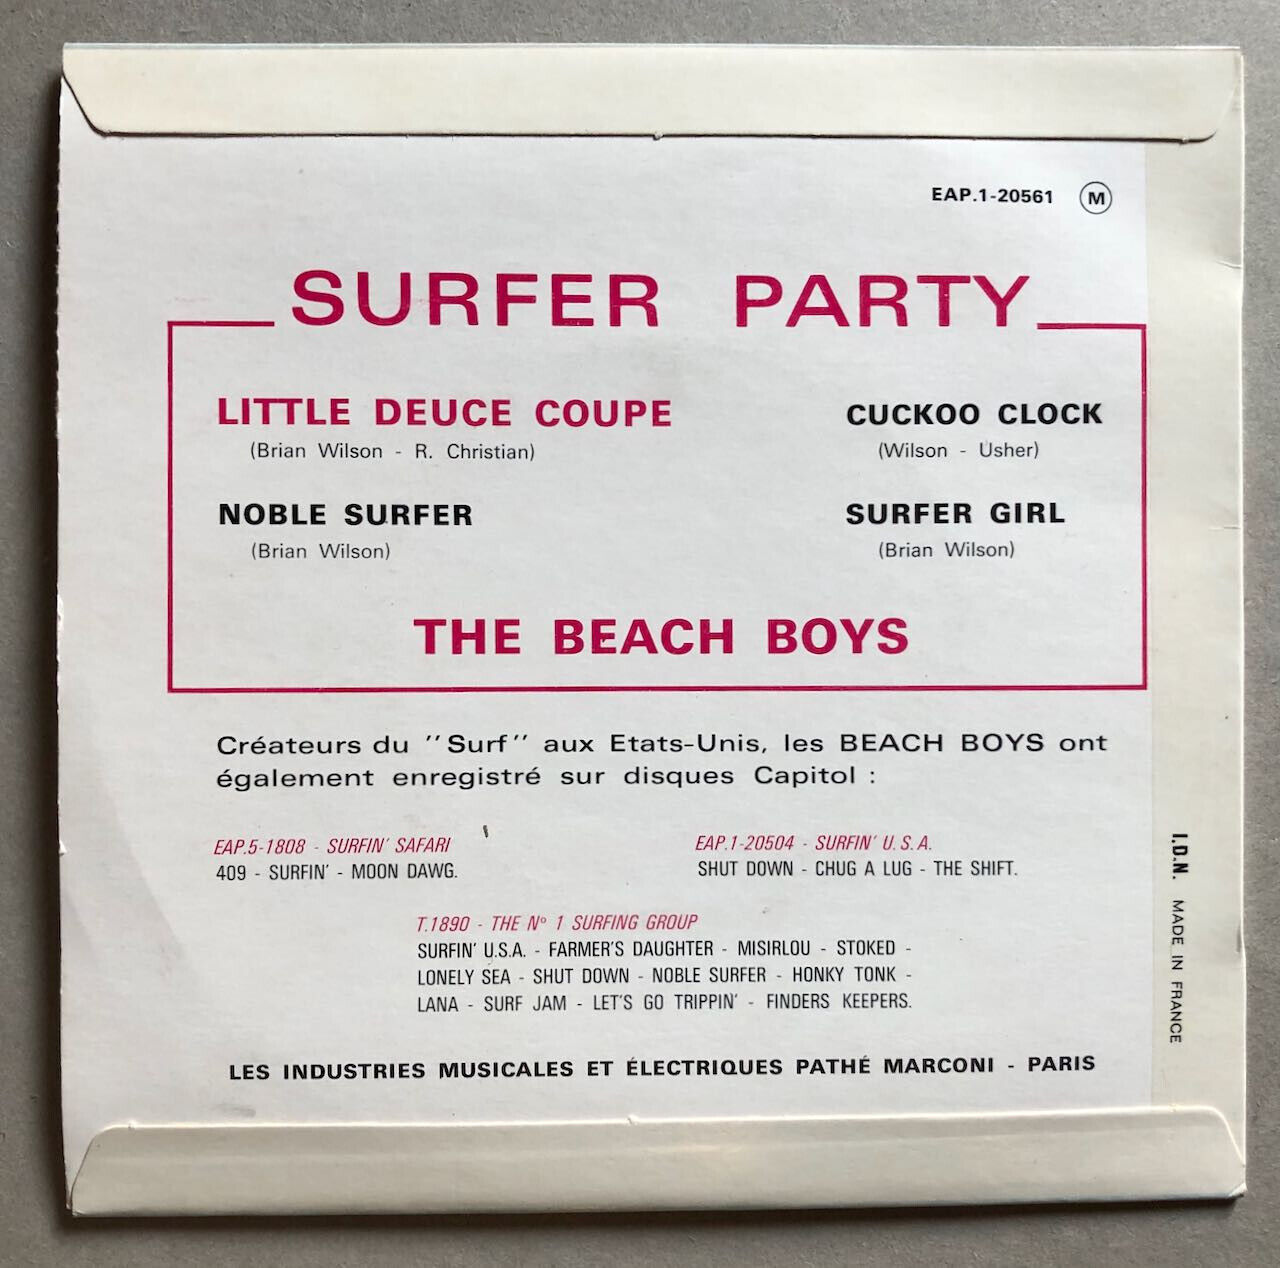 EAP.1-20561 M
SURFER PARTY
LITTLE DEUCE COUPE
(Brian Wilson - R. Christian)
CUCKOO CLOCK
(Wilson - Usher)
NOBLE SURFER
(Brian Wilson)
SURFER GIRL
(Brian Wilson)
THE BEACH BOYS
Créateurs du "Surf" aux Etats-Unis, les BEACH BOYS ont
également enregistré sur disques Capitol :
EAP.5-1808 - SURFIN' SAFARI
409 - SURFIN' - MOON DAWG.
EAP.1-20504 - SURFIN' U.S.A.
SHUT DOWN - CHUG A LUG - THE SHIFT.
T.1890 - THE Nº 1 SURFING GROUP
SURFIN' U.S.A. - FARMER'S DAUGHTER - MISIRLOU - STOKED -
LONELY SEA - SHUT DOWN - NOBLE SURFER - HONKY TONK -
LANA - SURF JAM - LET'S GO TRIPPIN' - FINDERS KEEPERS.
LES INDUSTRIES MUSICALES ET ÉLECTRIQUES PATHÉ MARCONI - PARIS
I.D.N. MADE IN FRANCE